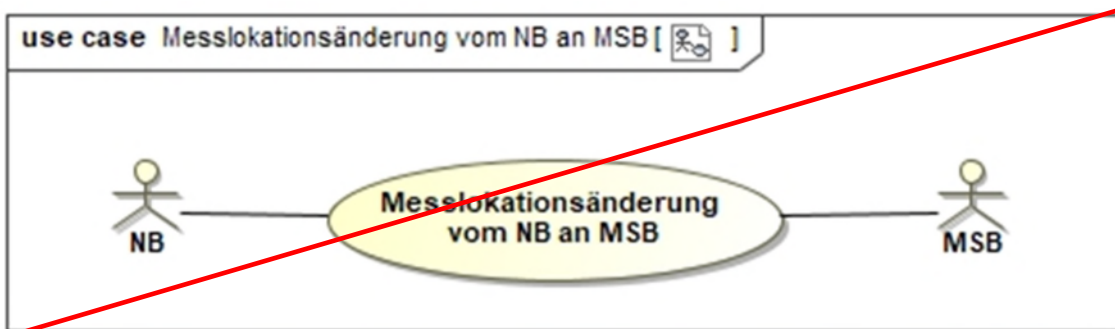 use case Messlokationsänderung vom NB an MSB [ ]
Messlokationsänderung
vom NB an MSB
NB
MSB